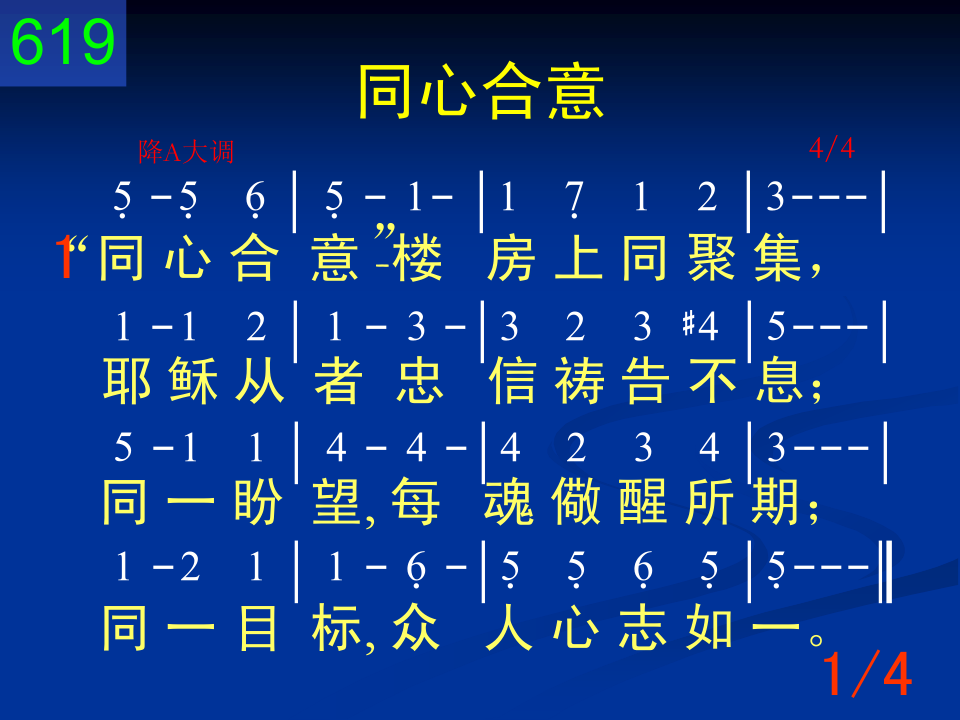 619
同心合意
降A大调 4/4
5̣ - 5̣ 6̣ | 5̣ - 1 - | 1 7̣ 1 2 | 3 - - - |
1 “同心合意”-楼房上同聚集，
1 - 1 2 | 1 - 3 - | 3 2 3 #4 | 5 - - - |
耶稣从者忠信祷告不息；
5 - 1 1 | 4 - 4 - | 4 2 3 4 | 3 - - - |
同一盼望,每魂儆醒所期；
1 - 2 1 | 1 - 6̣ - | 5̣ 5̣ 6̣ 5̣ | 5̣ - - - ‖
同一目标,众人心志如一。
1/4